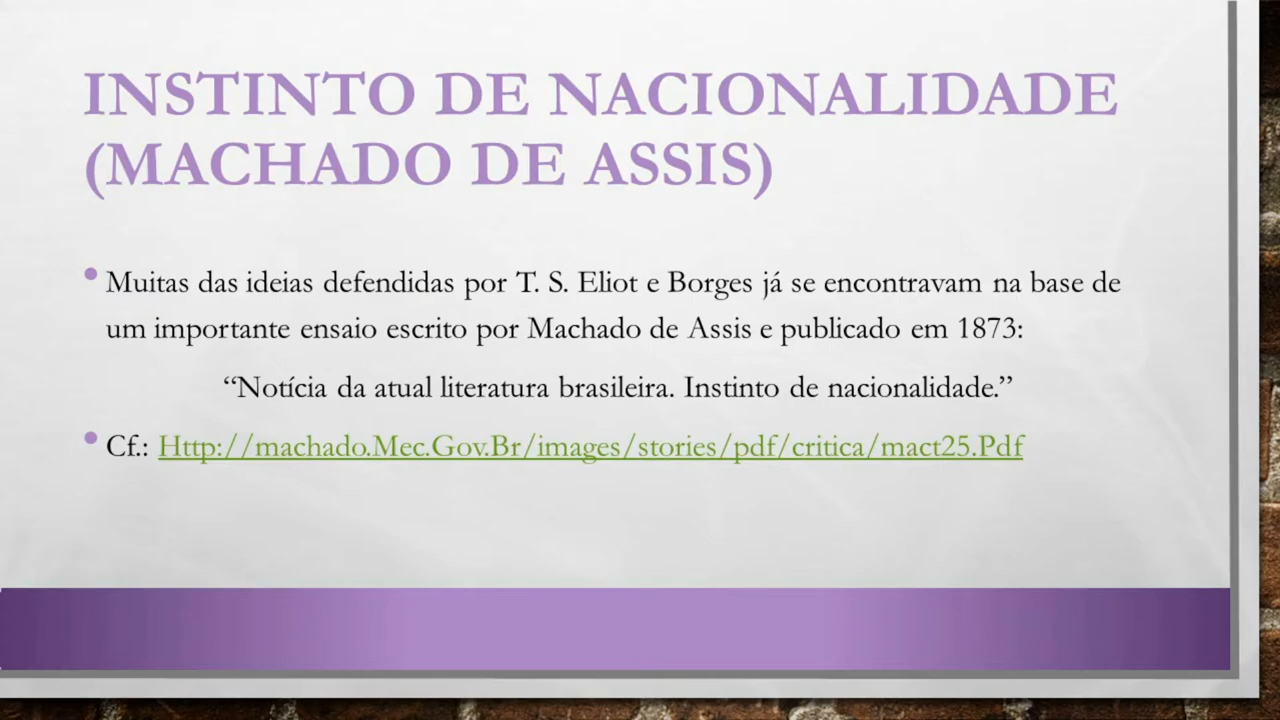 INSTINTO DE NACIONALIDADE
(MACHADO DE ASSIS)
• Muitas das ideias defendidas por T. S. Eliot e Borges já se encontravam na base de
um importante ensaio escrito por Machado de Assis e publicado em 1873:
“Notícia da atual literatura brasileira. Instinto de nacionalidade.”
• Cf.: Http://machado.Mec.Gov.Br/images/stories/pdf/critica/mact25.Pdf